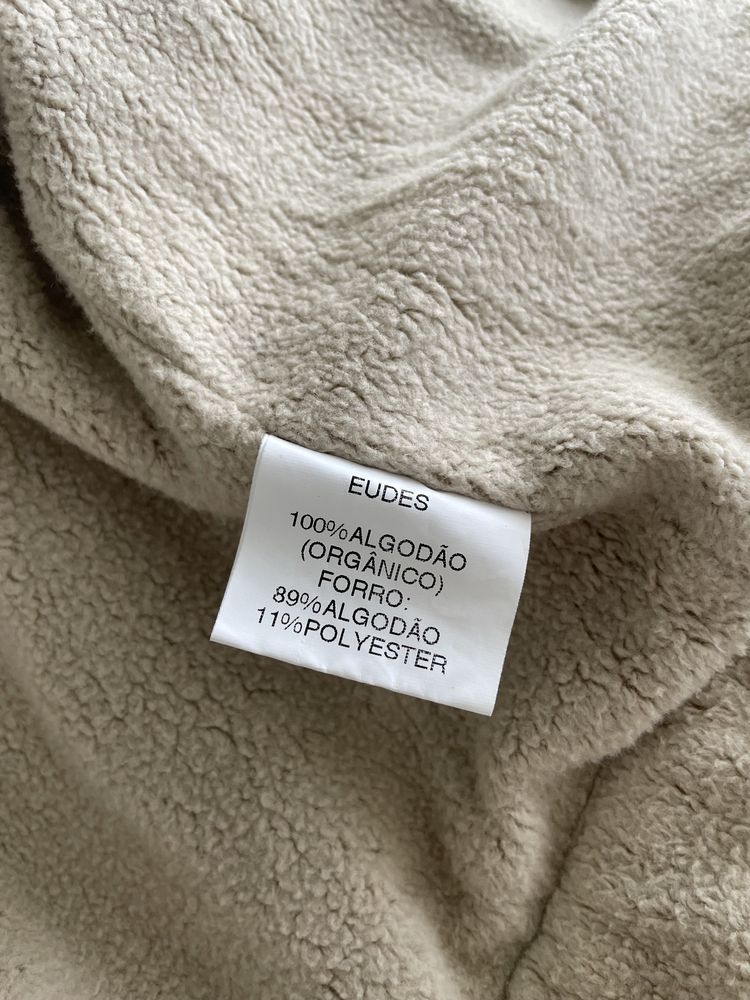 EUDES
100%ALGODÃO
(ORGÂNICO)
FORRO:
89%ALGODÃO
11%POLYESTER